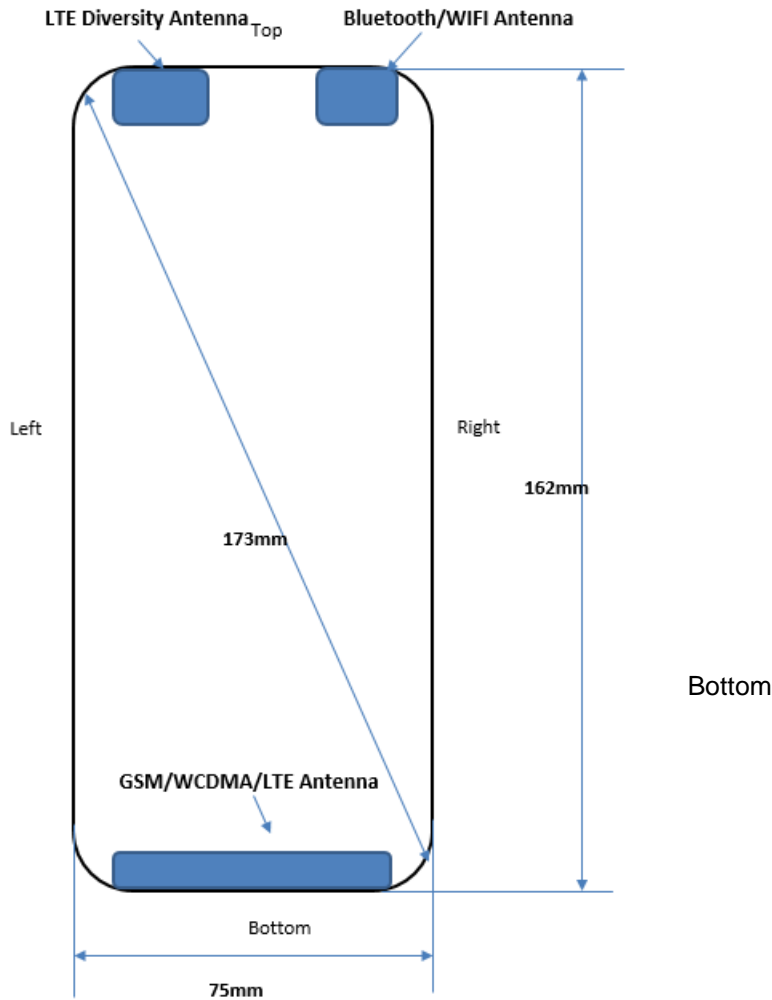 LTE Diversity Antenna
Top
Bluetooth/WIFI Antenna
Left
Right
162mm
173mm
Bottom
GSM/WCDMA/LTE Antenna
Bottom
75mm